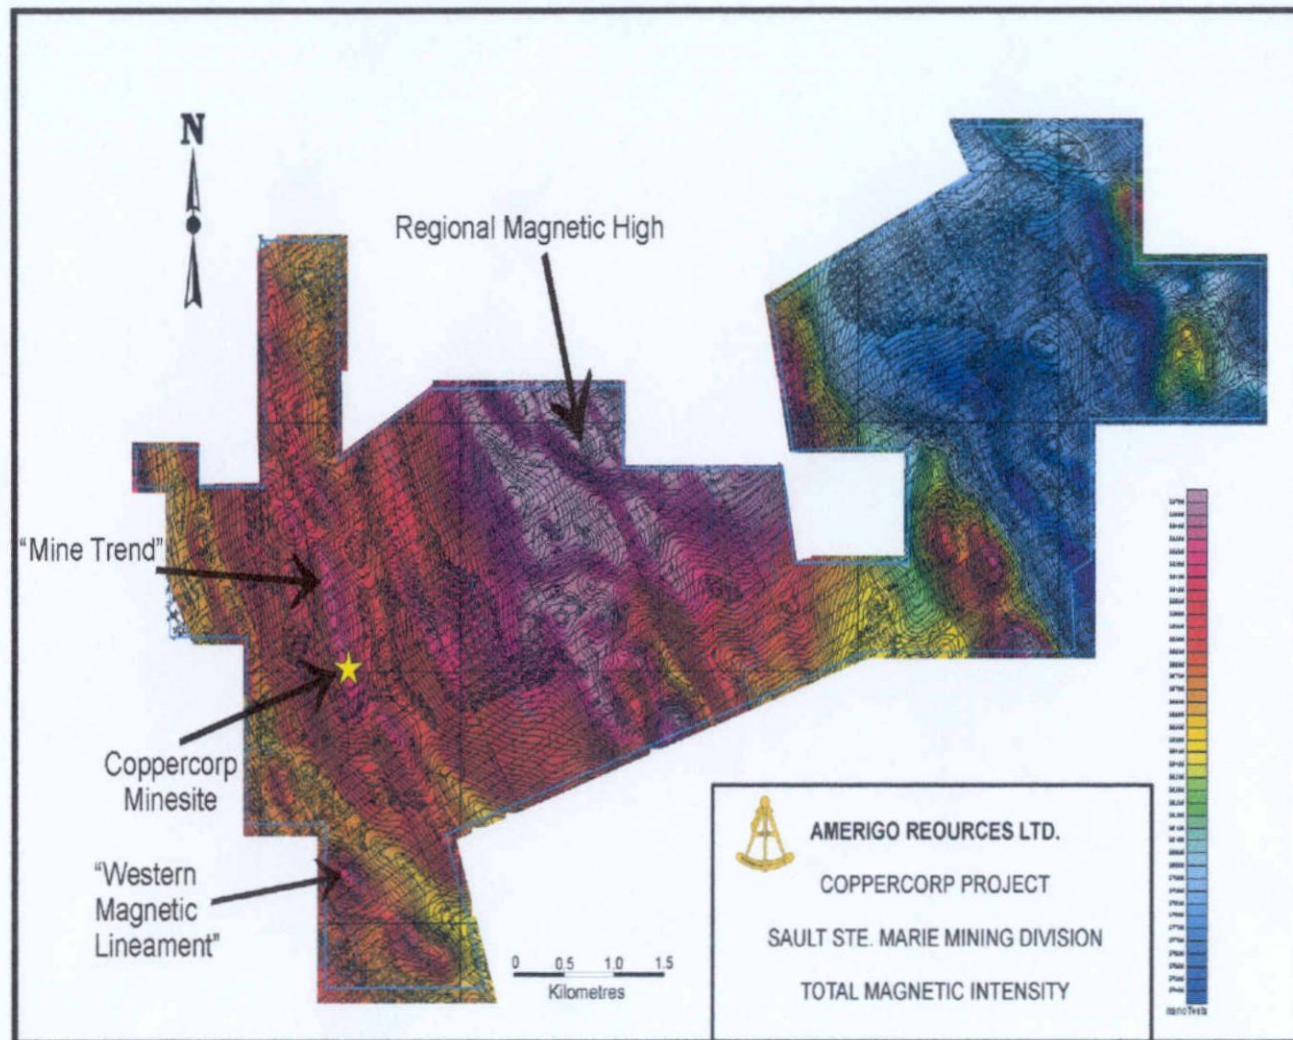 N
Regional Magnetic High
"Mine Trend"
Coppercorp
Minesite
"Western
Magnetic
Lineament"
0 0.5 1.0 1.5
Kilometres
AMERIGO REOURCES LTD.
COPPERCORP PROJECT
SAULT STE. MARIE MINING DIVISION
TOTAL MAGNETIC INTENSITY